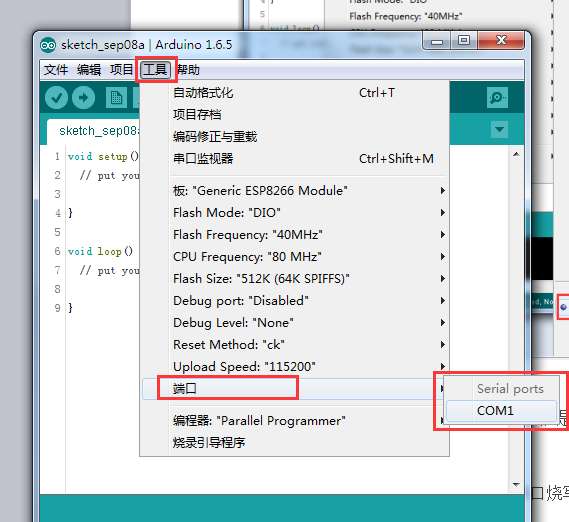 Flash Mode: "DIO"
Flash Frequency: "40MHz"
sketch_sep08a | Arduino 1.6.5
文件 编辑 项目 工具 帮助
sketch_sep08a
自动格式化 Ctrl+T
项目存档
编码修正与重载
串口监视器 Ctrl+Shift+M
板: "Generic ESP8266 Module"
Flash Mode: "DIO"
Flash Frequency: "40MHz"
CPU Frequency: "80 MHz"
Flash Size: "512K (64K SPIFFS)"
Debug port: "Disabled"
Debug Level: "None"
Reset Method: "ck"
Upload Speed: "115200"
端口
编程器: "Parallel Programmer"
烧录引导程序
Serial ports
COM1
1 void setup()
2 // put you
3
4 }
5
6 void loop()
7 // put you
8
9 }
口烧写